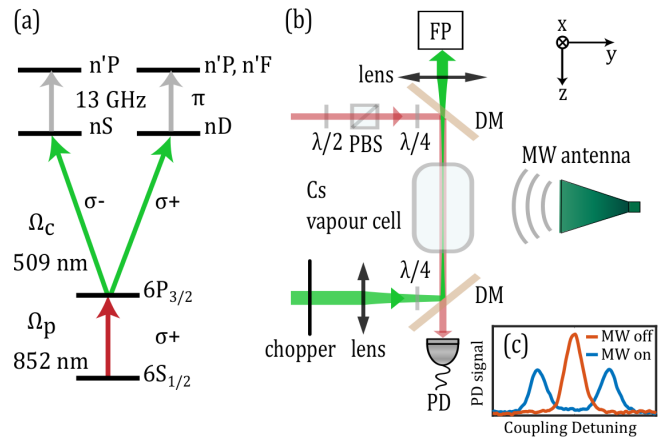 (a)
n'P
n'P, n'F
13 GHz
π
nS
nD
σ-
σ+
Ωc
509 nm
6P3/2
Ωp
σ+
852 nm
6S1/2
(b)
FP
lens
DM
λ/2 PBS
λ/4
Cs
vapour cell
λ/4
DM
chopper
lens
PD
x
y
z
MW antenna
(c)
MW off
MW on
PD signal
Coupling Detuning